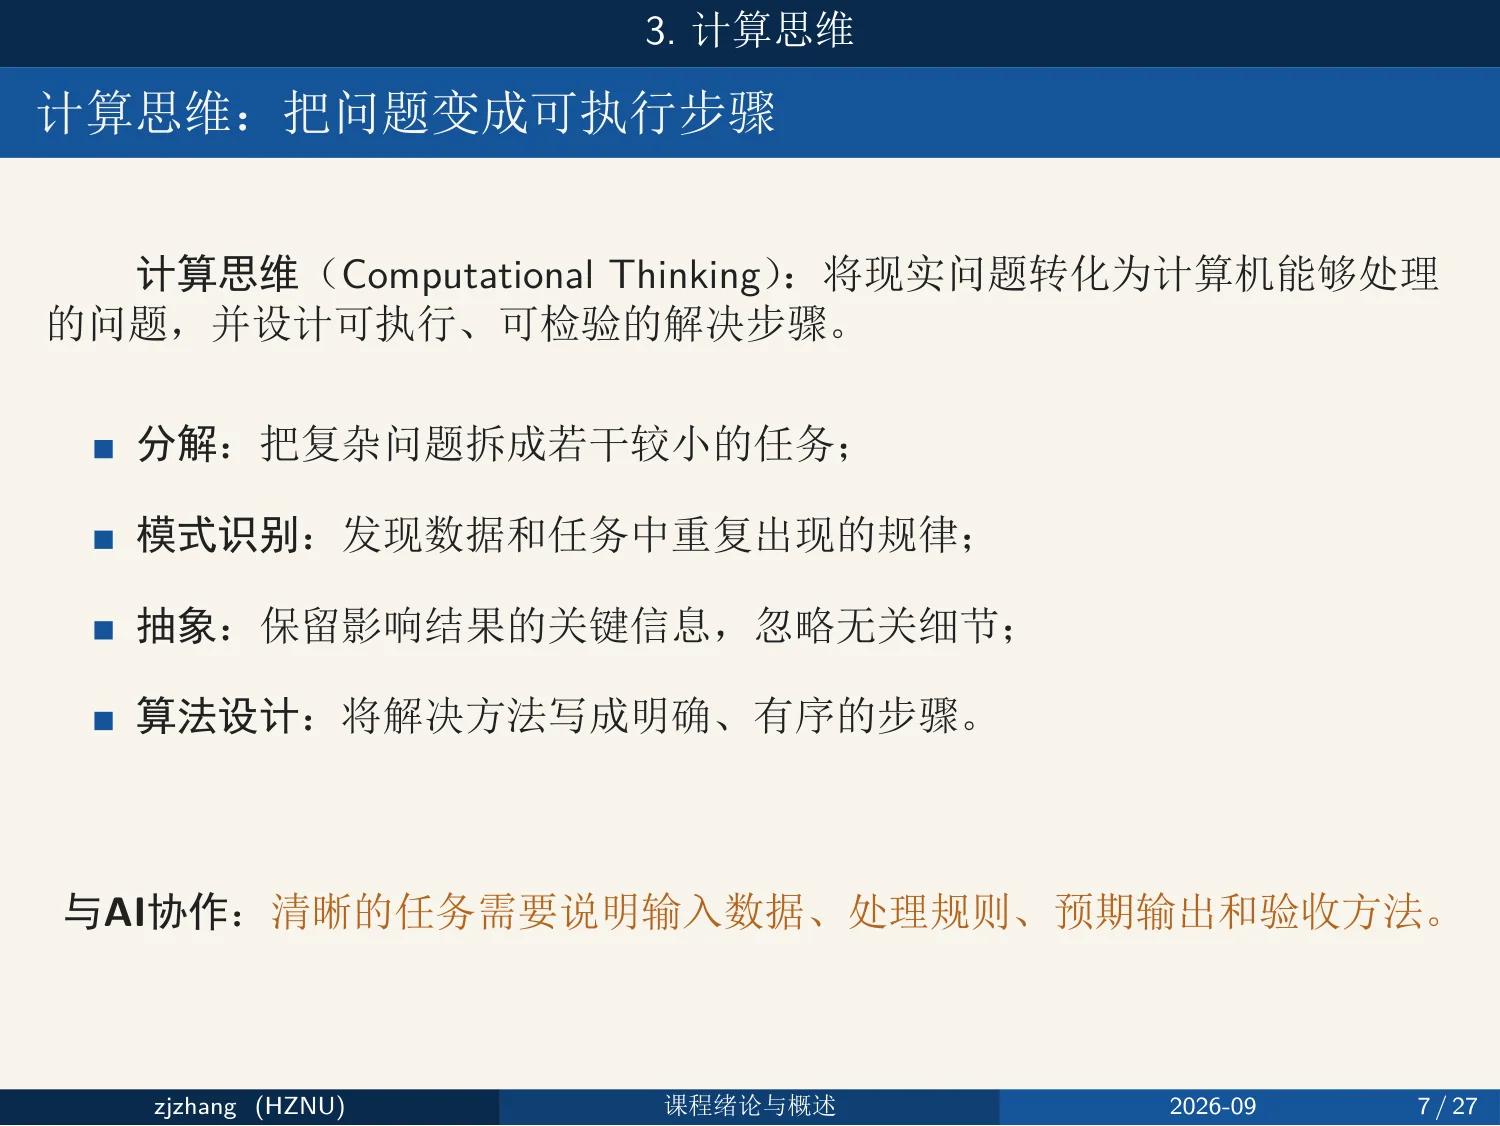 3. 计算思维
计算思维：把问题变成可执行步骤
计算思维（Computational Thinking）：将现实问题转化为计算机能够处理
的问题，并设计可执行、可检验的解决步骤。
分解：把复杂问题拆成若干较小的任务；
模式识别：发现数据和任务中重复出现的规律；
抽象：保留影响结果的关键信息，忽略无关细节；
算法设计：将解决方法写成明确、有序的步骤。
与AI协作：清晰的任务需要说明输入数据、处理规则、预期输出和验收方法。
zjzhang (HZNU) 课程绪论与概述 2026-09 7 / 27